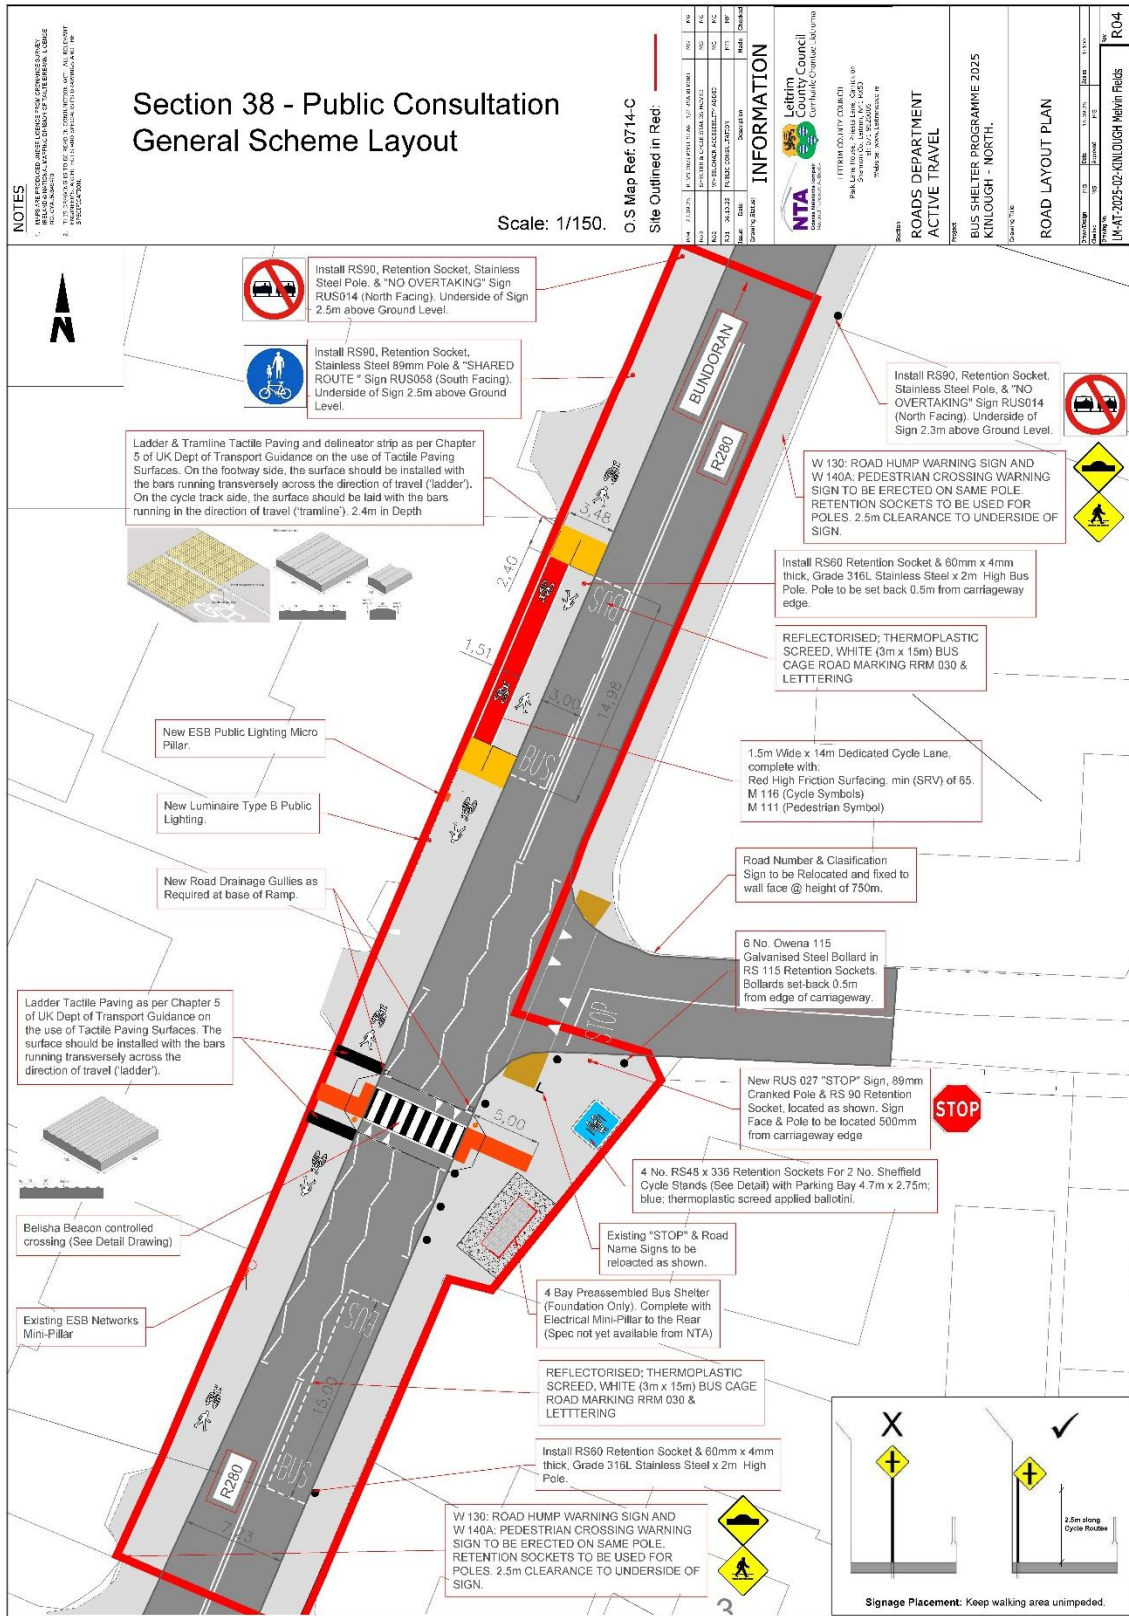 Section 38 - Public Consultation
General Scheme Layout
Scale: 1/150.
NOTES
O.S Map Ref: 0714-C
Site Outlined in Red:
INFORMATION
NTA
Leitrim
County Council
LEITRIM COUNTY COUNCIL
ROADS DEPARTMENT
ACTIVE TRAVEL
BUS SHELTER PROGRAMME 2025
KINLOUGH - NORTH.
ROAD LAYOUT PLAN
LM-AT-2025-02-KINLOUGH Melvin Fields
R04
N
Install RS90, Retention Socket, Stainless
Steel Pole, & "NO OVERTAKING" Sign
RUS014 (North Facing). Underside of Sign
2.5m above Ground Level.
Install RS90, Retention Socket,
Stainless Steel 89mm Pole & "SHARED
ROUTE " Sign RUS058 (South Facing).
Underside of Sign 2.5m above Ground
Level.
Ladder & Tramline Tactile Paving and delineator strip as per Chapter
5 of UK Dept of Transport Guidance on the use of Tactile Paving
Surfaces. On the footway side, the surface should be installed with
the bars running transversely across the direction of travel ('ladder').
On the cycle track side, the surface should be laid with the bars
running in the direction of travel ('tramline'). 2.4m in Depth
BUNDORAN
R280
Install RS90, Retention Socket,
Stainless Steel Pole, & "NO
OVERTAKING" Sign RUS014
(North Facing). Underside of
Sign 2.3m above Ground Level.
W 130: ROAD HUMP WARNING SIGN AND
W 140A: PEDESTRIAN CROSSING WARNING
SIGN TO BE ERECTED ON SAME POLE.
RETENTION SOCKETS TO BE USED FOR
POLES. 2.5m CLEARANCE TO UNDERSIDE OF
SIGN.
3,48
2,40
Install RS60 Retention Socket & 60mm x 4mm
thick, Grade 316L Stainless Steel x 2m High Bus
Pole. Pole to be set back 0.5m from carriageway
edge.
BUS
REFLECTORISED; THERMOPLASTIC
SCREED, WHITE (3m x 15m) BUS
CAGE ROAD MARKING RRM 030 &
LETTTERING
1,51
3,00
14,98
BUS
New ESB Public Lighting Micro
Pillar.
1.5m Wide x 14m Dedicated Cycle Lane,
complete with:
Red High Friction Surfacing, min (SRV) of 65.
M 116 (Cycle Symbols)
M 111 (Pedestrian Symbol)
New Luminaire Type B Public
Lighting.
Road Number & Clasification
Sign to be Relocated and fixed to
wall face @ height of 750m.
New Road Drainage Gullies as
Required at base of Ramp.
6 No. Owena 115
Galvanised Steel Bollard in
RS 115 Retention Sockets.
Bollards set-back 0.5m
from edge of carriageway.
STOP
Ladder Tactile Paving as per Chapter 5
of UK Dept of Transport Guidance on
the use of Tactile Paving Surfaces. The
surface should be installed with the bars
running transversely across the
direction of travel ('ladder').
New RUS 027 "STOP" Sign, 89mm
Cranked Pole & RS 90 Retention
Socket, located as shown. Sign
Face & Pole to be located 500mm
from carriageway edge
STOP
5,00
4 No. RS48 x 336 Retention Sockets For 2 No. Sheffield
Cycle Stands (See Detail) with Parking Bay 4.7m x 2.75m;
blue; thermoplastic screed applied ballotini.
Belisha Beacon controlled
crossing (See Detail Drawing)
Existing "STOP" & Road
Name Signs to be
reloacted as shown.
Existing ESB Networks
Mini-Pillar
4 Bay Preassembled Bus Shelter
(Foundation Only). Complete with
Electrical Mini-Pillar to the Rear
(Spec not yet available from NTA)
BUS
15,00
BUS
REFLECTORISED; THERMOPLASTIC
SCREED, WHITE (3m x 15m) BUS CAGE
ROAD MARKING RRM 030 &
LETTTERING
R280
Install RS60 Retention Socket & 60mm x 4mm
thick, Grade 316L Stainless Steel x 2m High
Pole.
W 130: ROAD HUMP WARNING SIGN AND
W 140A: PEDESTRIAN CROSSING WARNING
SIGN TO BE ERECTED ON SAME POLE.
RETENTION SOCKETS TO BE USED FOR
POLES. 2.5m CLEARANCE TO UNDERSIDE OF
SIGN.
X
✓
2.5m along
Cycle Routes
Signage Placement: Keep walking area unimpeded.